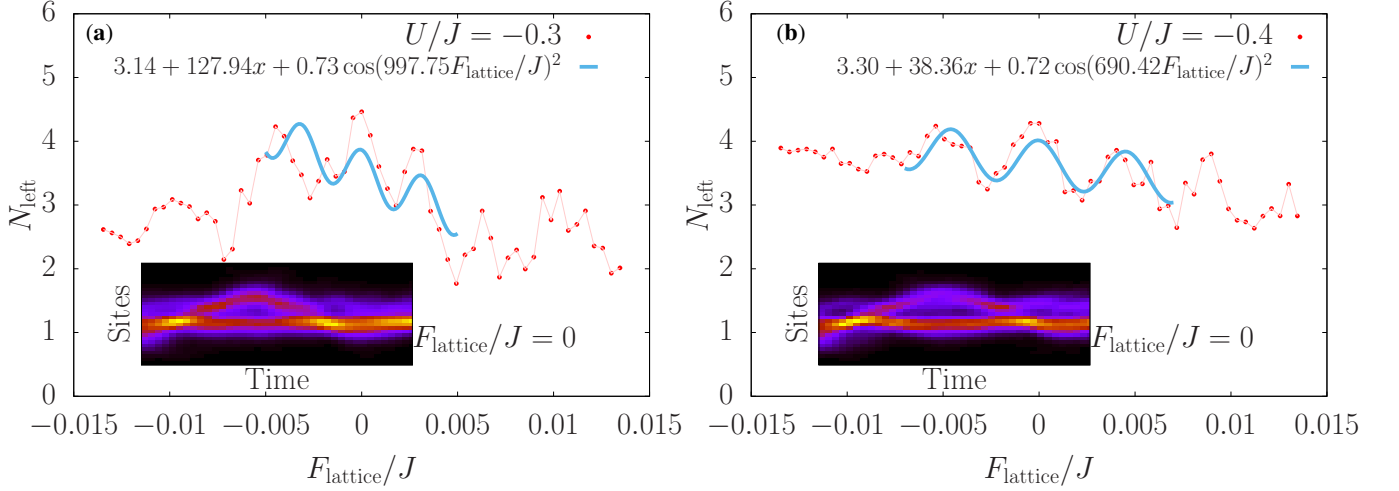 (a)
U/J = −0.3
3.14 + 127.94x + 0.73 cos(997.75F_lattice/J)²
N_left
6
5
4
3
2
1
0
Sites
Time
F_lattice/J = 0
−0.015 −0.01 −0.005 0 0.005 0.01 0.015
F_lattice/J
(b)
U/J = −0.4
3.30 + 38.36x + 0.72 cos(690.42F_lattice/J)²
N_left
6
5
4
3
2
1
0
Sites
Time
F_lattice/J = 0
−0.015 −0.01 −0.005 0 0.005 0.01 0.015
F_lattice/J